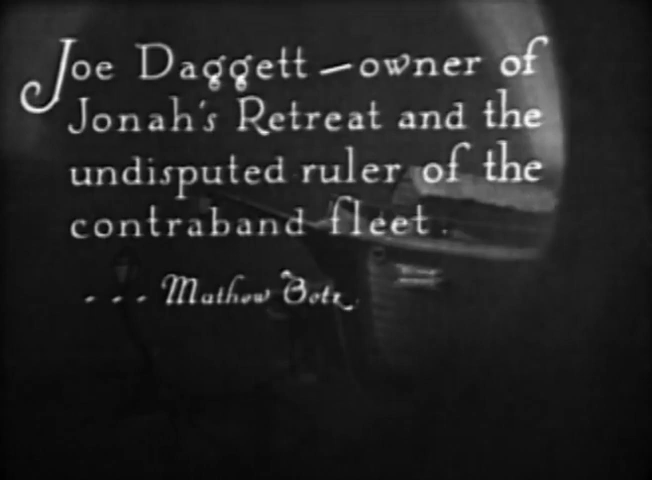 Joe Daggett — owner of
Jonah's Retreat and the
undisputed ruler of the
contraband fleet.
... Mathew Betz